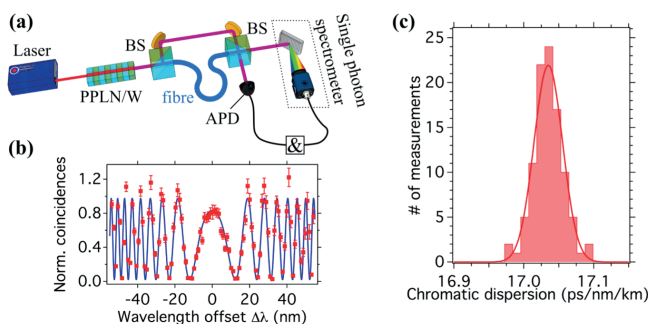 (a)
Laser
PPLN/W
BS
BS
fibre
APD
&
Single photon
spectrometer
(b)
Norm. coincidences
1.2
0.8
0.4
0.0
-40
-20
0
20
40
Wavelength offset Δλ (nm)
(c)
# of measurements
25
20
15
10
5
0
16.9
17.0
17.1
Chromatic dispersion (ps/nm/km)